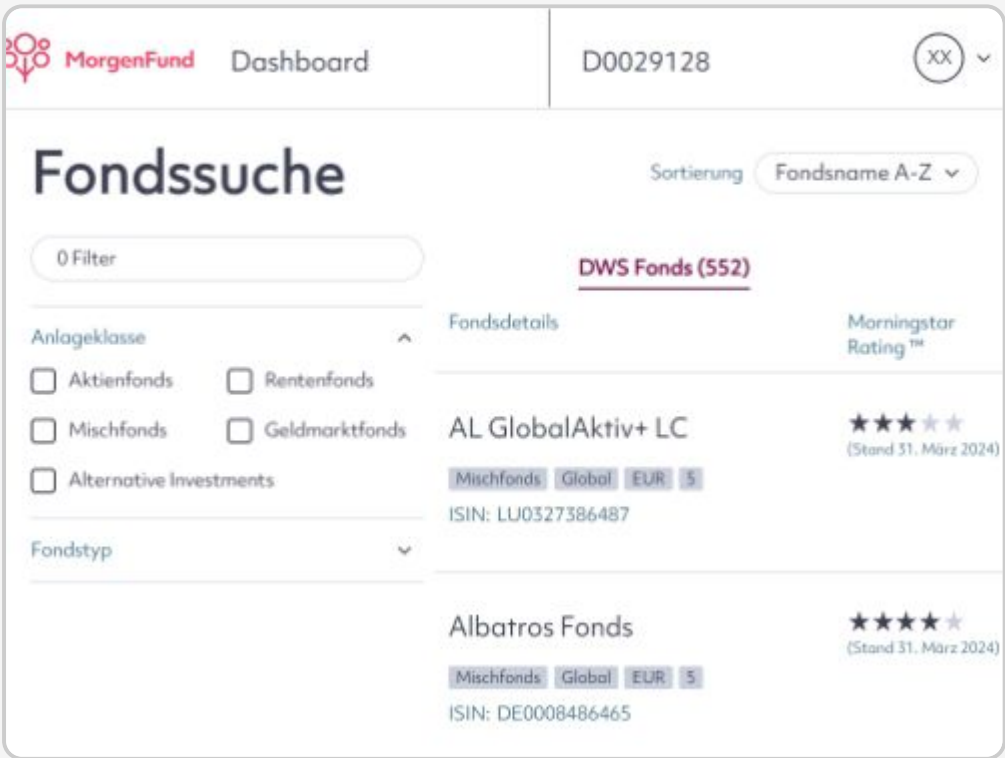 MorgenFund Dashboard D0029128 XX
Fondssuche
Sortierung Fondsname A-Z
0 Filter
DWS Fonds (552)
Anlageklasse
Aktienfonds Rentenfonds
Mischfonds Geldmarktfonds
Alternative Investments
Fondstyp
Fondsdetails
Morningstar
Rating™
AL GlobalAktiv+ LC
(Stand 31. März 2024)
Mischfonds Global EUR 5
ISIN: LU0327386487
Albatros Fonds
(Stand 31. März 2024)
Mischfonds Global EUR 5
ISIN: DE0008486465